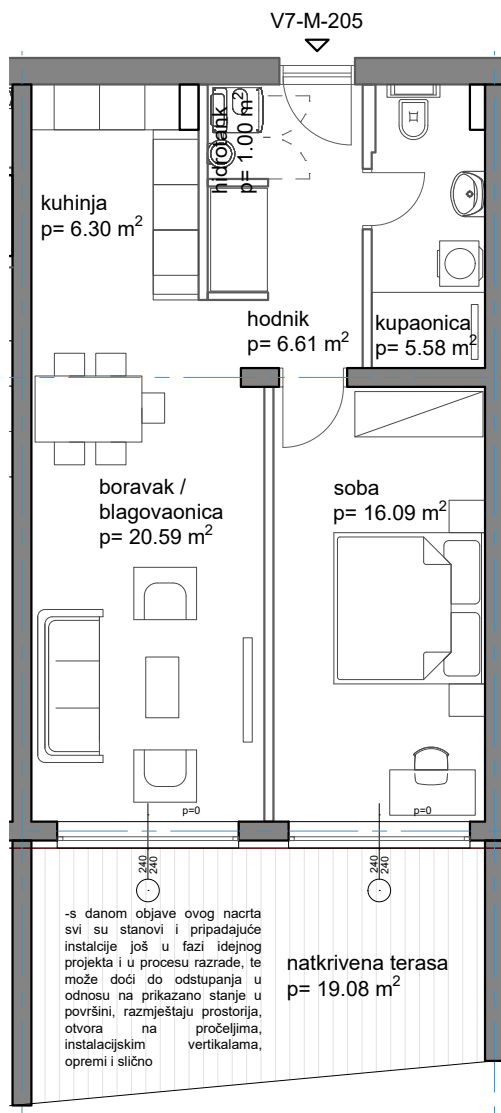 V7-M-205
hidrotank
p= 1.00 m²
kuhinja
p= 6.30 m²
hodnik
p= 6.61 m²
kupaonica
p= 5.58 m²
boravak /
blagovaonica
p= 20.59 m²
soba
p= 16.09 m²
p=0
p=0
240
240
240
240
-s danom objave ovog nacrta
svi su stanovi i pripadajuće
instalcije još u fazi idejnog
projekta i u procesu razrade, te
može doći do odstupanja u
odnosu na prikazano stanje u
površini, razmještaju prostorija,
otvora na pročeljima,
instalacijskim vertikalama,
opremi i slično
natkrivena terasa
p= 19.08 m²